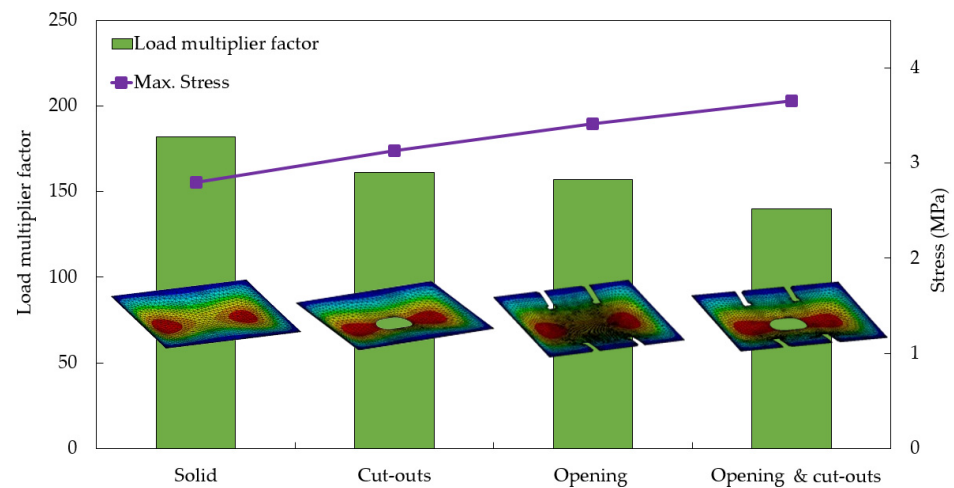 250
200
150
100
50
0
Load multiplier factor
Load multiplier factor
Max. Stress
4
3
2
1
0
Stress (MPa)
Solid
Cut-outs
Opening
Opening & cut-outs